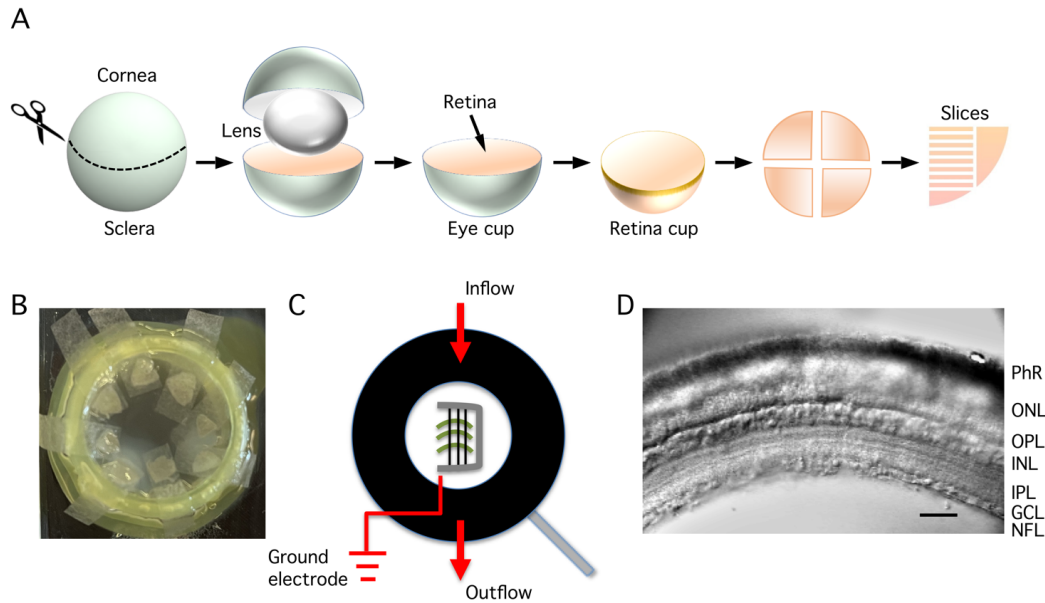 A
Cornea
Sclera
Lens
Retina
Eye cup
Retina cup
Slices
B
C
Inflow
Ground
electrode
Outflow
D
PhR
ONL
OPL
INL
IPL
GCL
NFL